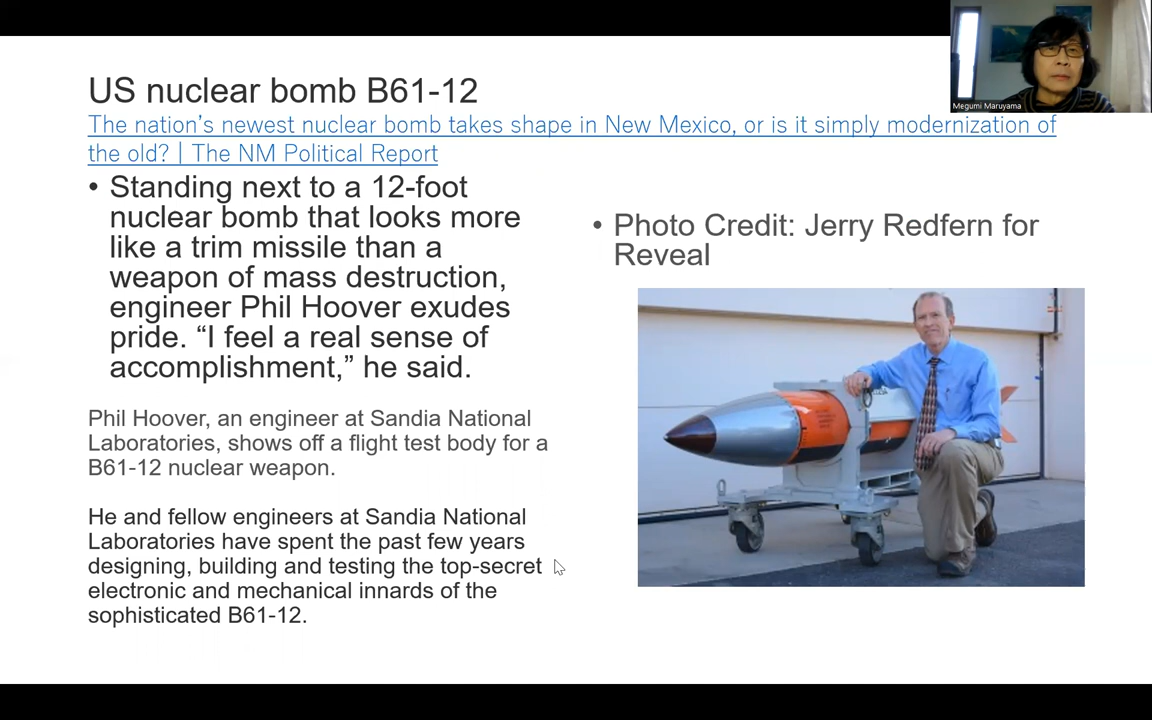 US nuclear bomb B61-12
The nation’s newest nuclear bomb takes shape in New Mexico, or is it simply modernization of
the old? | The NM Political Report
• Standing next to a 12-foot
nuclear bomb that looks more
like a trim missile than a
weapon of mass destruction,
engineer Phil Hoover exudes
pride. “I feel a real sense of
accomplishment,” he said.
Phil Hoover, an engineer at Sandia National
Laboratories, shows off a flight test body for a
B61-12 nuclear weapon.
He and fellow engineers at Sandia National
Laboratories have spent the past few years
designing, building and testing the top-secret
electronic and mechanical innards of the
sophisticated B61-12.
• Photo Credit: Jerry Redfern for
Reveal
Megumi Maruyama